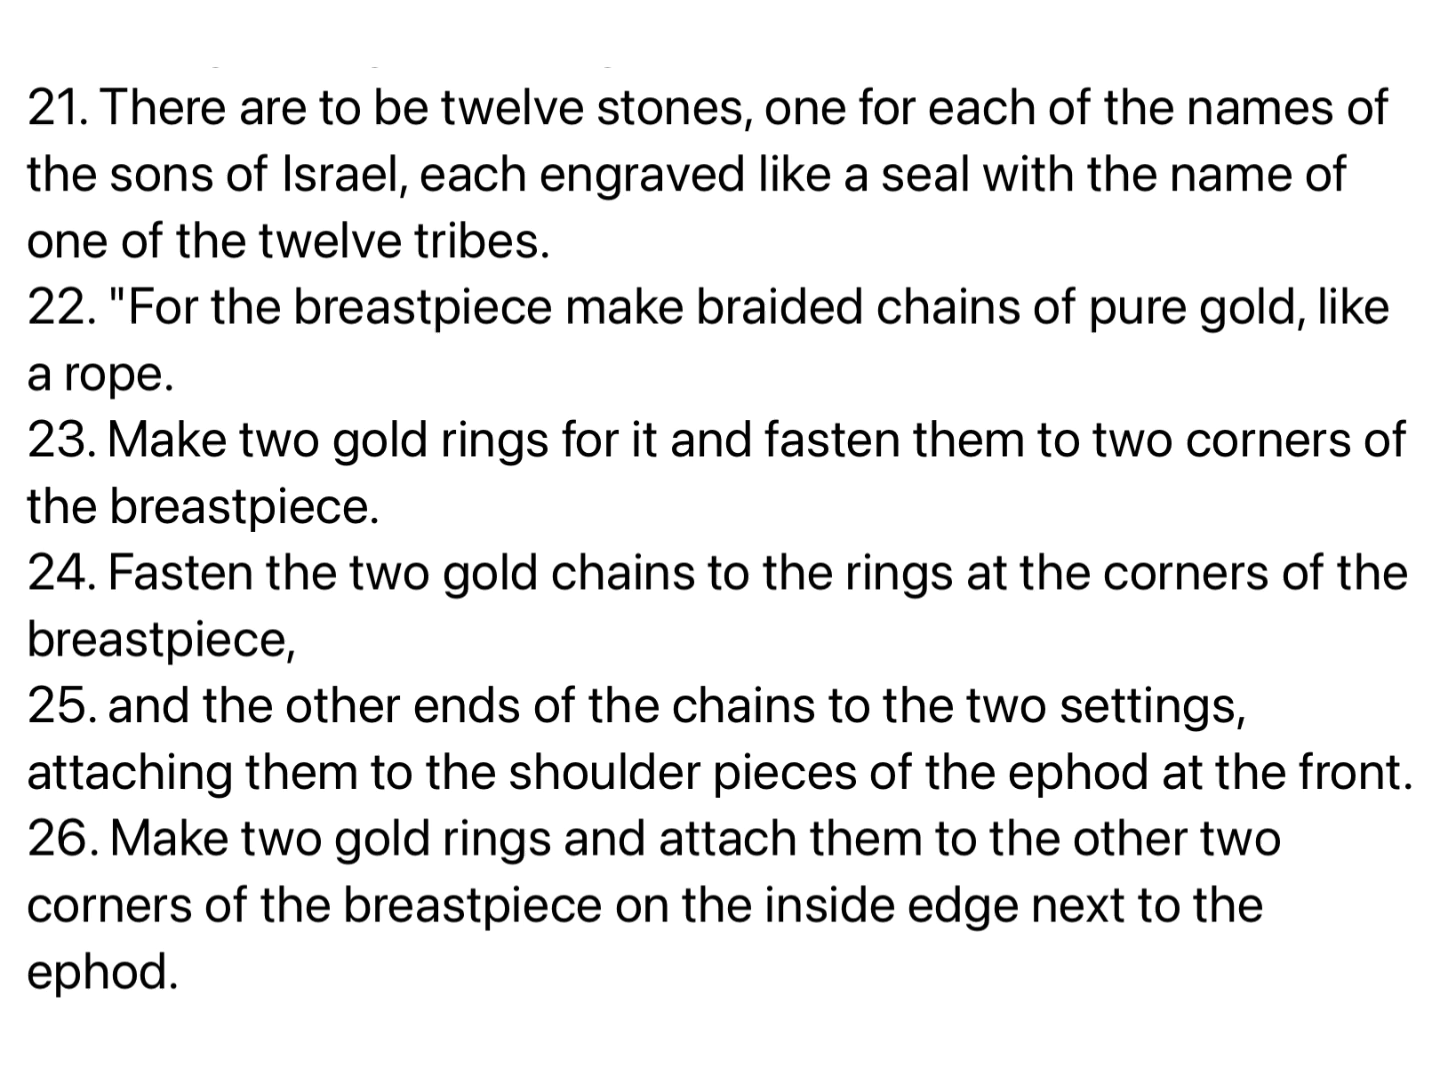 21. There are to be twelve stones, one for each of the names of
the sons of Israel, each engraved like a seal with the name of
one of the twelve tribes.
22. "For the breastpiece make braided chains of pure gold, like
a rope.
23. Make two gold rings for it and fasten them to two corners of
the breastpiece.
24. Fasten the two gold chains to the rings at the corners of the
breastpiece,
25. and the other ends of the chains to the two settings,
attaching them to the shoulder pieces of the ephod at the front.
26. Make two gold rings and attach them to the other two
corners of the breastpiece on the inside edge next to the
ephod.